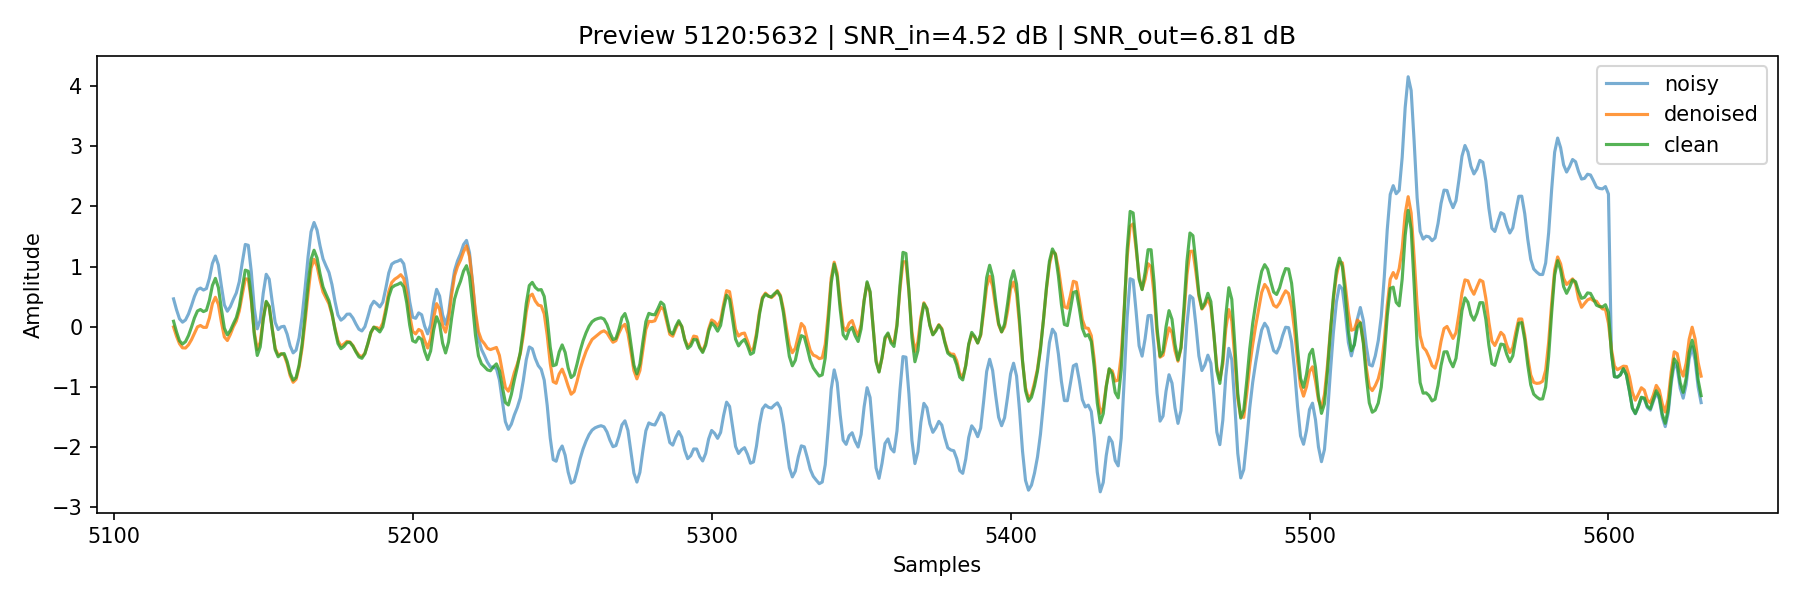 Preview 5120:5632 | SNR_in=4.52 dB | SNR_out=6.81 dB
noisy
denoised
clean
Amplitude
4
3
2
1
0
−1
−2
−3
5100 5200 5300 5400 5500 5600
Samples